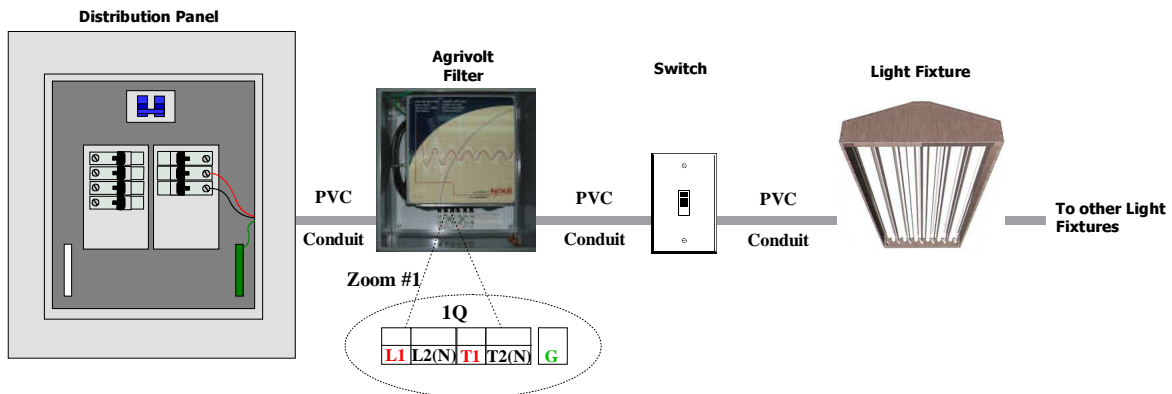 Distribution Panel
Agrivolt
Filter
Switch
Light Fixture
PVC
Conduit
PVC
Conduit
PVC
Conduit
To other Light
Fixtures
Zoom #1
1Q
L1 L2(N) T1 T2(N) G